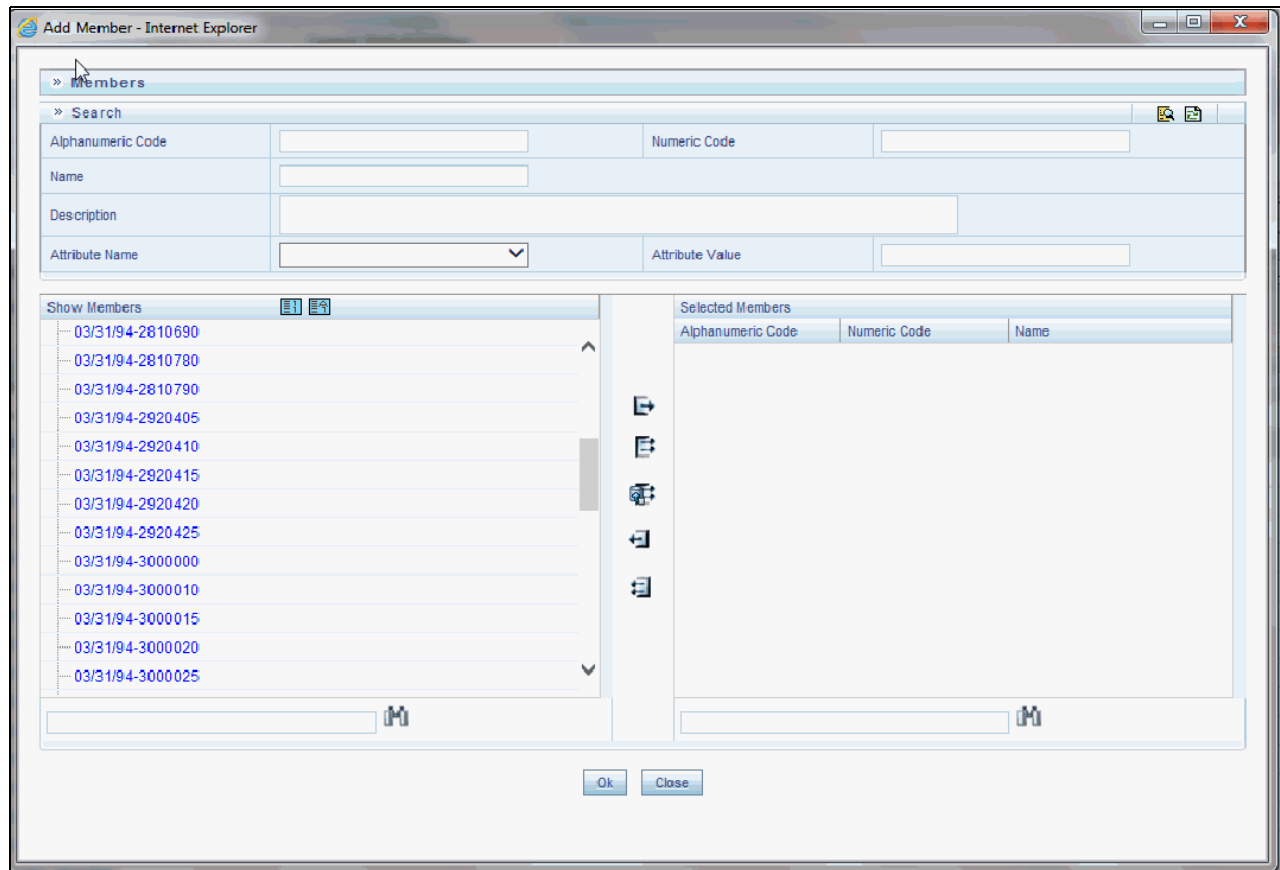 Add Member - Internet Explorer
» Members
» Search
Alphanumeric Code
Numeric Code
Name
Description
Attribute Name
Attribute Value
Show Members
03/31/94-2810690
03/31/94-2810780
03/31/94-2810790
03/31/94-2920405
03/31/94-2920410
03/31/94-2920415
03/31/94-2920420
03/31/94-2920425
03/31/94-3000000
03/31/94-3000010
03/31/94-3000015
03/31/94-3000020
03/31/94-3000025
Selected Members
Alphanumeric Code Numeric Code Name
Ok Close